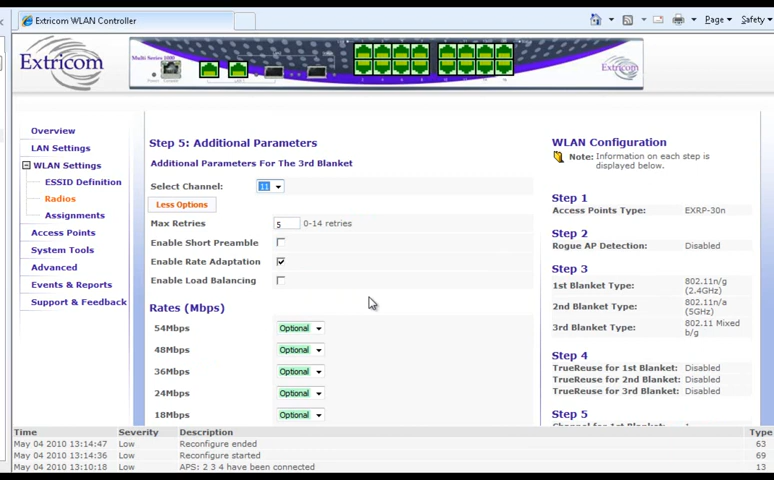 Extricom WLAN Controller
Page
Safety
Extricom
Multi Series 1000
Extricom
Overview
LAN Settings
WLAN Settings
ESSID Definition
Radios
Assignments
Access Points
System Tools
Advanced
Events & Reports
Support & Feedback
Step 5: Additional Parameters
Additional Parameters For The 3rd Blanket
Select Channel: 11
Less Options
Max Retries 5 0-14 retries
Enable Short Preamble
Enable Rate Adaptation
Enable Load Balancing
Rates (Mbps)
54Mbps Optional
48Mbps Optional
36Mbps Optional
24Mbps Optional
18Mbps Optional
WLAN Configuration
Note: Information on each step is
displayed below.
Step 1
Access Points Type: EXRP-30n
Step 2
Rogue AP Detection: Disabled
Step 3
1st Blanket Type: 802.11n/g
(2.4GHz)
2nd Blanket Type: 802.11n/a
(5GHz)
3rd Blanket Type: 802.11 Mixed
b/g
Step 4
TrueReuse for 1st Blanket: Disabled
TrueReuse for 2nd Blanket: Disabled
TrueReuse for 3rd Blanket: Disabled
Step 5
Channel for 1st Blanket: 1
Time Severity Description Type
May 04 2010 13:14:47 Low Reconfigure ended 63
May 04 2010 13:14:36 Low Reconfigure started 69
May 04 2010 13:10:18 Low APS: 2 3 4 have been connected 13